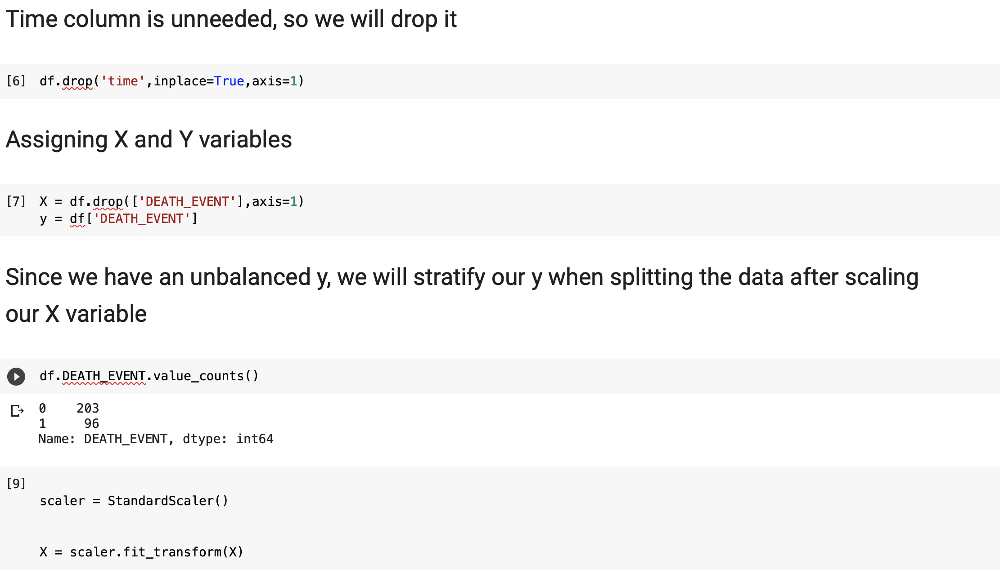 Time column is unneeded, so we will drop it
[6] df.drop('time',inplace=True,axis=1)
Assigning X and Y variables
[7] X = df.drop(['DEATH_EVENT'],axis=1)
y = df['DEATH_EVENT']
Since we have an unbalanced y, we will stratify our y when splitting the data after scaling
our X variable
df.DEATH_EVENT.value_counts()
0    203
1     96
Name: DEATH_EVENT, dtype: int64
[9]
scaler = StandardScaler()
X = scaler.fit_transform(X)